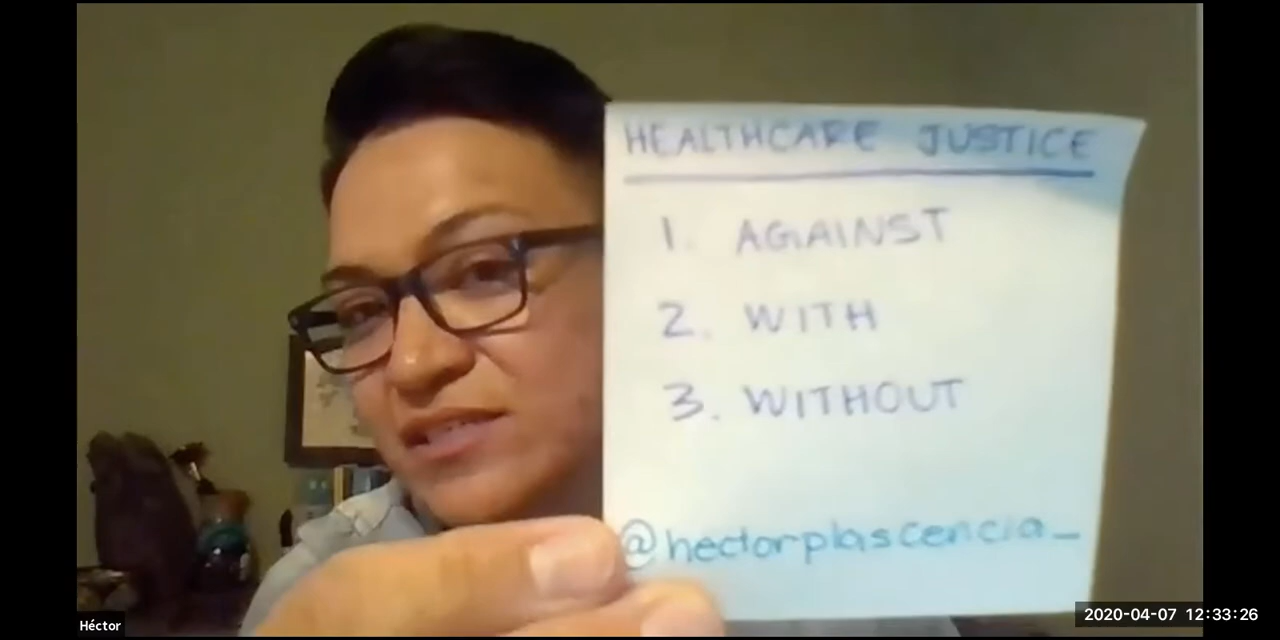 HEALTHCARE JUSTICE
1. AGAINST
2. WITH
3. WITHOUT
@hectorplascencia_
Héctor
2020-04-07 12:33:26